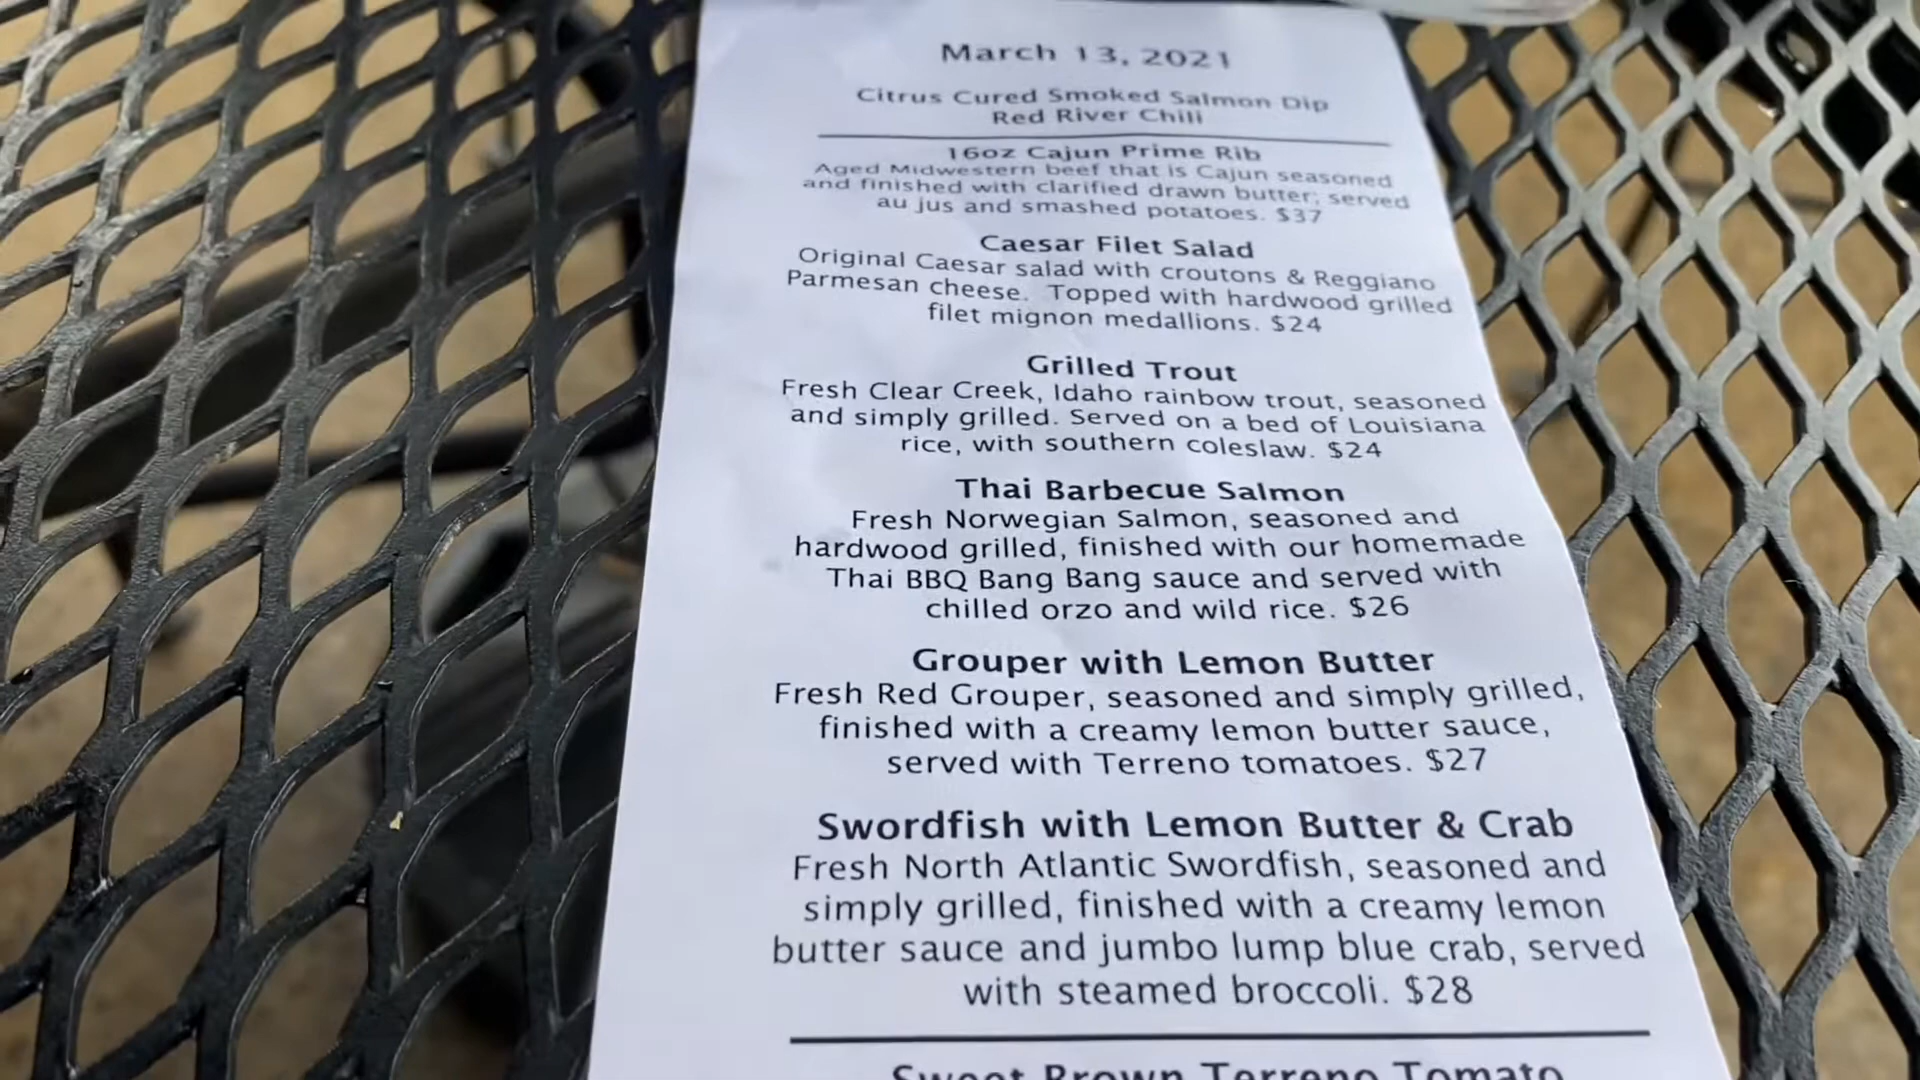 March 13, 2021
Citrus Cured Smoked Salmon Dip
Red River Chili
16oz Cajun Prime Rib
Aged Midwestern beef that is Cajun seasoned
and finished with clarified drawn butter; served
au jus and smashed potatoes. $37
Caesar Filet Salad
Original Caesar salad with croutons & Reggiano
Parmesan cheese. Topped with hardwood grilled
filet mignon medallions. $24
Grilled Trout
Fresh Clear Creek, Idaho rainbow trout, seasoned
and simply grilled. Served on a bed of Louisiana
rice, with southern coleslaw. $24
Thai Barbecue Salmon
Fresh Norwegian Salmon, seasoned and
hardwood grilled, finished with our homemade
Thai BBQ Bang Bang sauce and served with
chilled orzo and wild rice. $26
Grouper with Lemon Butter
Fresh Red Grouper, seasoned and simply grilled,
finished with a creamy lemon butter sauce,
served with Terreno tomatoes. $27
Swordfish with Lemon Butter & Crab
Fresh North Atlantic Swordfish, seasoned and
simply grilled, finished with a creamy lemon
butter sauce and jumbo lump blue crab, served
with steamed broccoli. $28
Sweet Brown Terreno Tomato